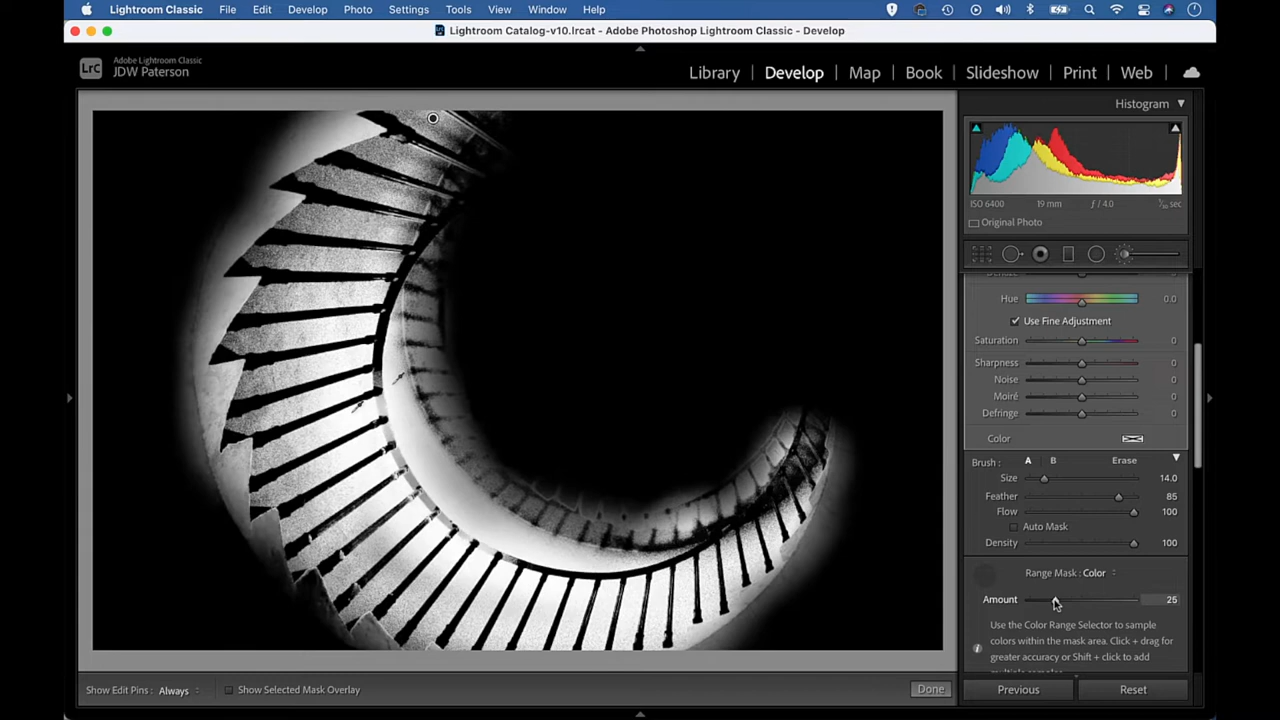 Lightroom Classic File Edit Develop Photo Settings Tools View Window Help
Lightroom Catalog-v10.lrcat - Adobe Photoshop Lightroom Classic - Develop
LrC
Adobe Lightroom Classic
JDW Paterson
Library Develop Map Book Slideshow Print Web
Histogram
ISO 6400 19 mm ƒ / 4.0 sec
Original Photo
Hue 0.0
Use Fine Adjustment
Saturation 0
Sharpness 0
Noise 0
Moiré 0
Defringe 0
Color
Brush : A B Erase
Size 14.0
Feather 85
Flow 100
Auto Mask
Density 100
Range Mask : Color
Amount 25
Use the Color Range Selector to sample
colors within the mask area. Click + drag for
greater accuracy or Shift + click to add
Show Edit Pins : Always Show Selected Mask Overlay Done Previous Reset